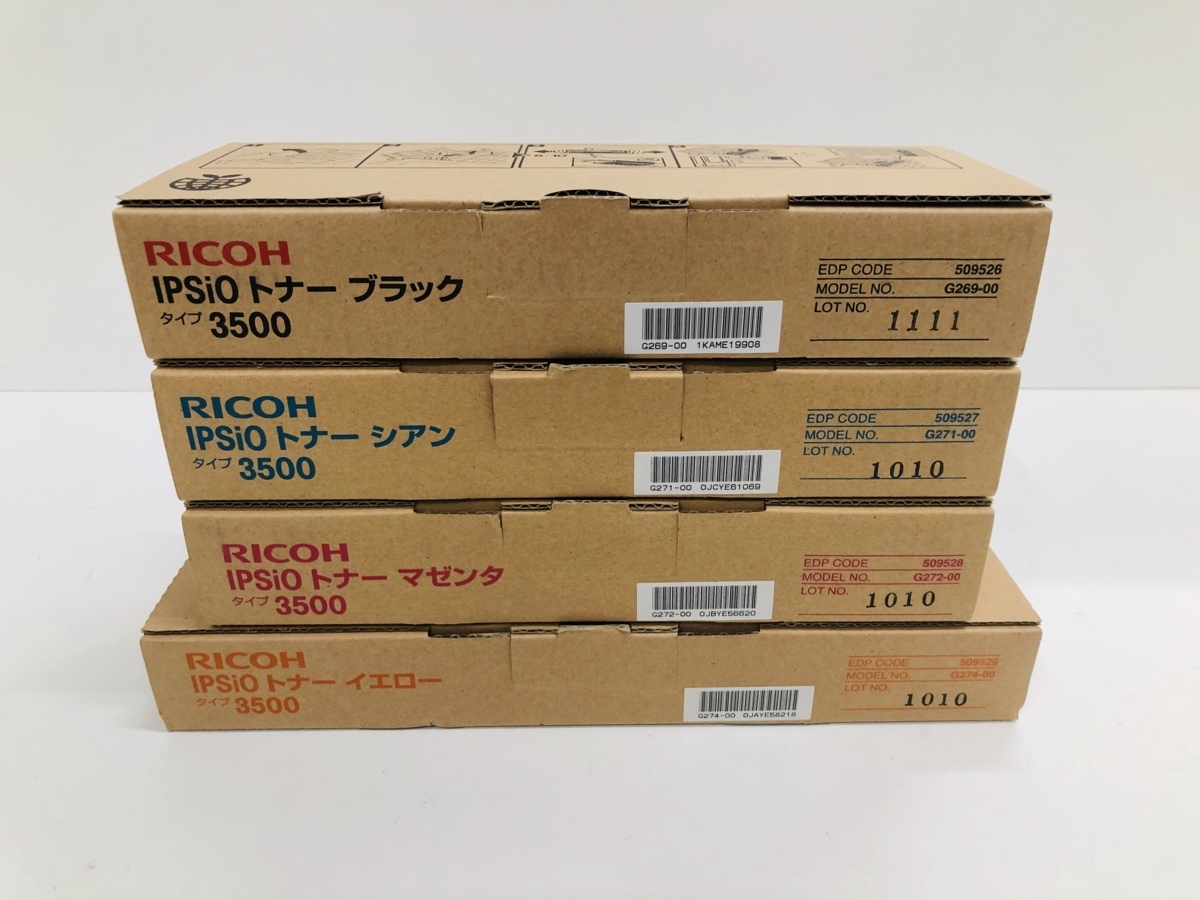 RICOH
IPSiO トナー ブラック
タイプ 3500
EDP CODE 509526
MODEL NO. G269-00
LOT NO. 1111
G269-00 1KAME19908
RICOH
IPSiO トナー シアン
タイプ 3500
EDP CODE 509527
MODEL NO. G271-00
LOT NO. 1010
G271-00 0JCYE61069
RICOH
IPSiO トナー マゼンタ
タイプ 3500
EDP CODE 509528
MODEL NO. G272-00
LOT NO. 1010
G272-00 0JBYE56620
RICOH
IPSiO トナー イエロー
タイプ 3500
EDP CODE 509529
MODEL NO. G274-00
LOT NO. 1010
G274-00 0JAYE58218